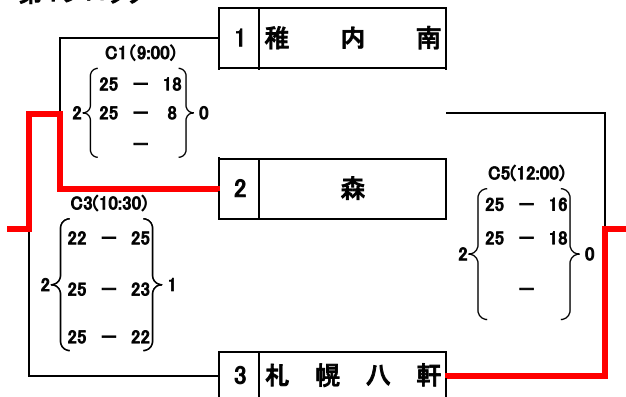 1 稚内南
C1(9:00)
25 ー 18
2 25 ー 8 0
ー
2 森
C3(10:30)
22 ー 25
2 25 ー 23 1
25 ー 22
C5(12:00)
25 ー 16
25 ー 18
2 0
ー
3 札幌八軒